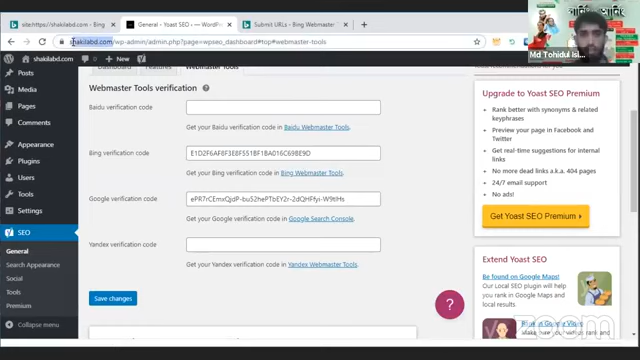 site:https://shakilabd.com - Bing
General - Yoast SEO — WordPr
Submit URLs - Bing Webmaster
shakilabd.com/wp-admin/admin.php?page=wpseo_dashboard#top#webmaster-tools
Md Tohidul Isl...
shakilabd.com
0
New
Posts
Media
Pages
Comments
Appearance
Plugins
Users
Tools
Settings
SEO
General
Search Appearance
Social
Tools
Premium
Collapse menu
Dashboard
Features
Webmaster Tools
Webmaster Tools verification
Baidu verification code
Get your Baidu verification code in Baidu Webmaster Tools.
Bing verification code
Get your Bing verification code in Bing Webmaster Tools.
Google verification code
Get your Google verification code in Google Search Console.
Yandex verification code
Get your Yandex verification code in Yandex Webmaster Tools.
Save changes
?
Upgrade to Yoast SEO Premium
Rank better with synonyms & related
keyphrases
Preview your page in Facebook and
Twitter
Get real-time suggestions for internal
links
No more dead links a.k.a. 404 pages
24/7 email support
No ads!
Get Yoast SEO Premium
Extend Yoast SEO
Be found on Google Maps!
Our Local SEO plugin will help
you rank in Google Maps and
local results.
Make sure your
zoom